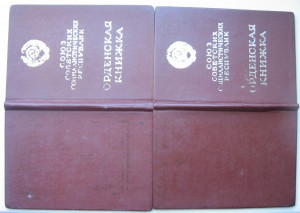 СОЮЗ
СОВЕТСКИХ
СОЦИАЛИСТИЧЕСКИХ
РЕСПУБЛИК
ОРДЕНСКАЯ
КНИЖКА
СОЮЗ
СОВЕТСКИХ
СОЦИАЛИСТИЧЕСКИХ
РЕСПУБЛИК
ОРДЕНСКАЯ
КНИЖКА